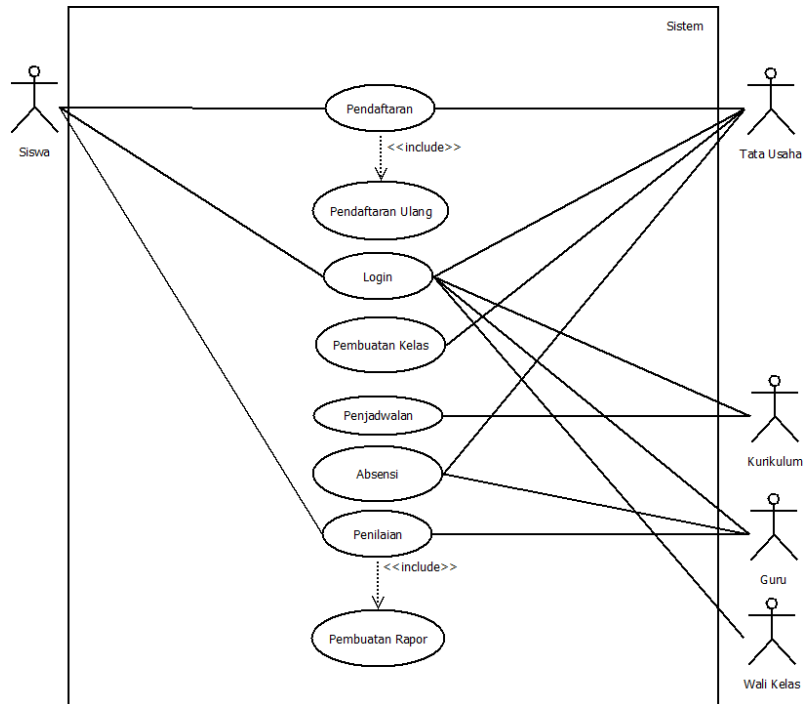 Sistem
Siswa
Pendaftaran
Tata Usaha
<<include>>
Pendaftaran Ulang
Login
Pembuatan Kelas
Penjadwalan
Kurikulum
Absensi
Penilaian
<<include>>
Guru
Pembuatan Rapor
Wali Kelas